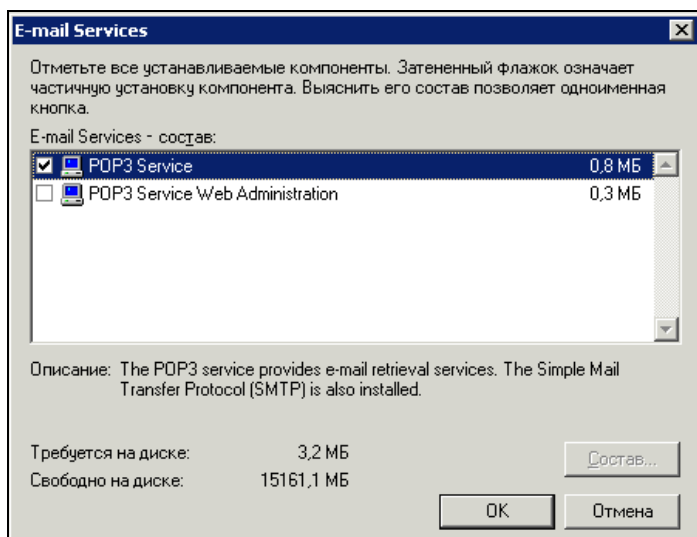 E-mail Services
Отметьте все устанавливаемые компоненты. Затененный флажок означает
частичную установку компонента. Выяснить его состав позволяет одноименная
кнопка.
E-mail Services - состав:
POP3 Service 0,8 МБ
POP3 Service Web Administration 0,3 МБ
Описание: The POP3 service provides e-mail retrieval services. The Simple Mail
Transfer Protocol (SMTP) is also installed.
Требуется на диске: 3,2 МБ
Состав...
Свободно на диске: 15161,1 МБ
OK Отмена